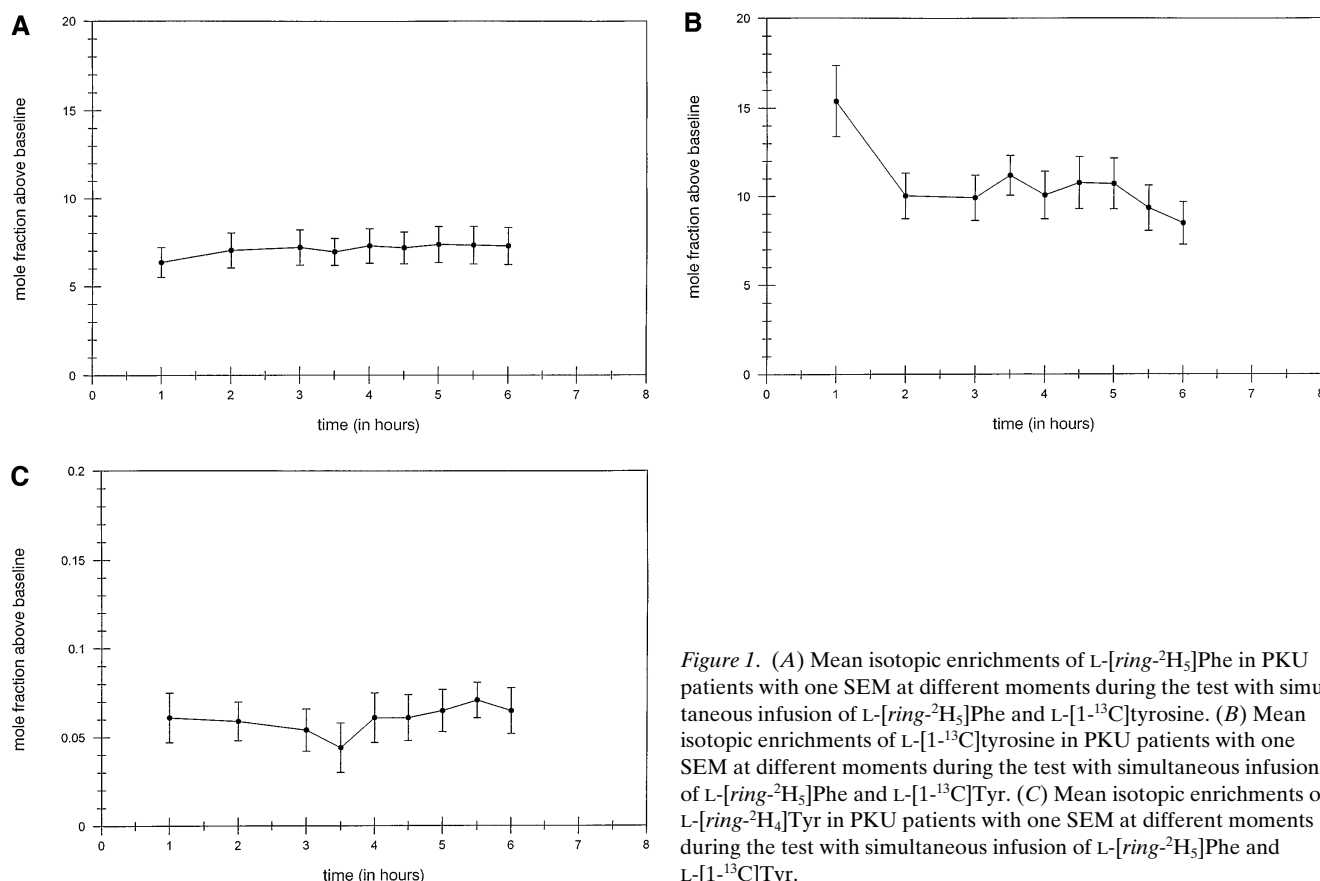 A
20
15
10
5
0
mole fraction above baseline
0 1 2 3 4 5 6 7 8
time (in hours)
B
20
15
10
5
0
mole fraction above baseline
0 1 2 3 4 5 6 7 8
time (in hours)
C
0.2
0.15
0.1
0.05
0
mole fraction above baseline
0 1 2 3 4 5 6 7 8
time (in hours)
Figure 1. (A) Mean isotopic enrichments of L-[ring-²H₅]Phe in PKU
patients with one SEM at different moments during the test with simu
taneous infusion of L-[ring-²H₅]Phe and L-[1-¹³C]tyrosine. (B) Mean
isotopic enrichments of L-[1-¹³C]tyrosine in PKU patients with one
SEM at different moments during the test with simultaneous infusion
of L-[ring-²H₅]Phe and L-[1-¹³C]Tyr. (C) Mean isotopic enrichments o
L-[ring-²H₄]Tyr in PKU patients with one SEM at different moments
during the test with simultaneous infusion of L-[ring-²H₅]Phe and
L-[1-¹³C]Tyr.